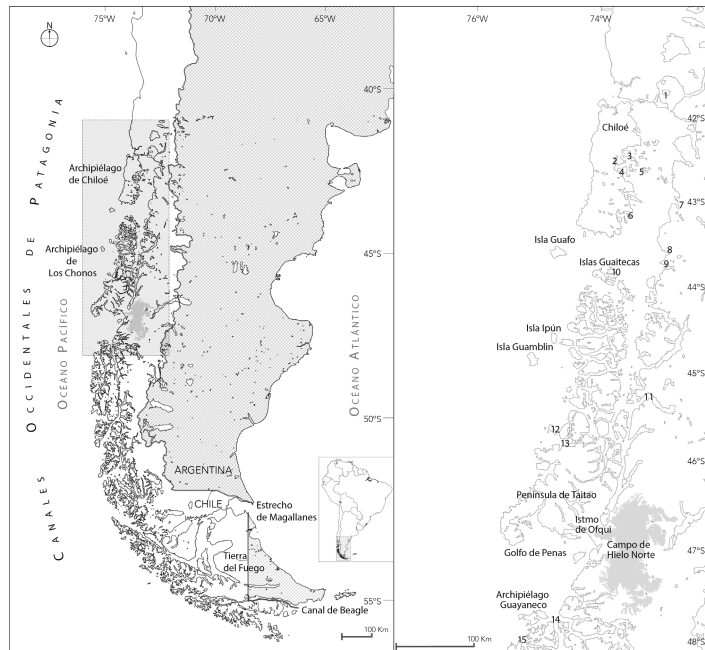 75°W
70°W
65°W
N
40°S
45°S
50°S
55°S
CANALES OCCIDENTALES DE PATAGONIA
OCÉANO PACÍFICO
OCÉANO ATLÁNTICO
Archipiélago
de Chiloé
Archipiélago
de
Los Chonos
ARGENTINA
CHILE
Estrecho
de Magallanes
Tierra
del Fuego
Canal de Beagle
100 Km
76°W
74°W
1
42°S
Chiloé
2
3
4
5
43°S
7
6
Isla Guafo
8
9
Islas Guaitecas
10
44°S
Isla Ipún
Isla Guamblin
45°S
11
12
13
46°S
Península de Taitao
Istmo
de Ofqui
Golfo de Penas
Campo de
Hielo Norte
47°S
Archipiélago
Guayaneco
14
15
48°S
100 Km